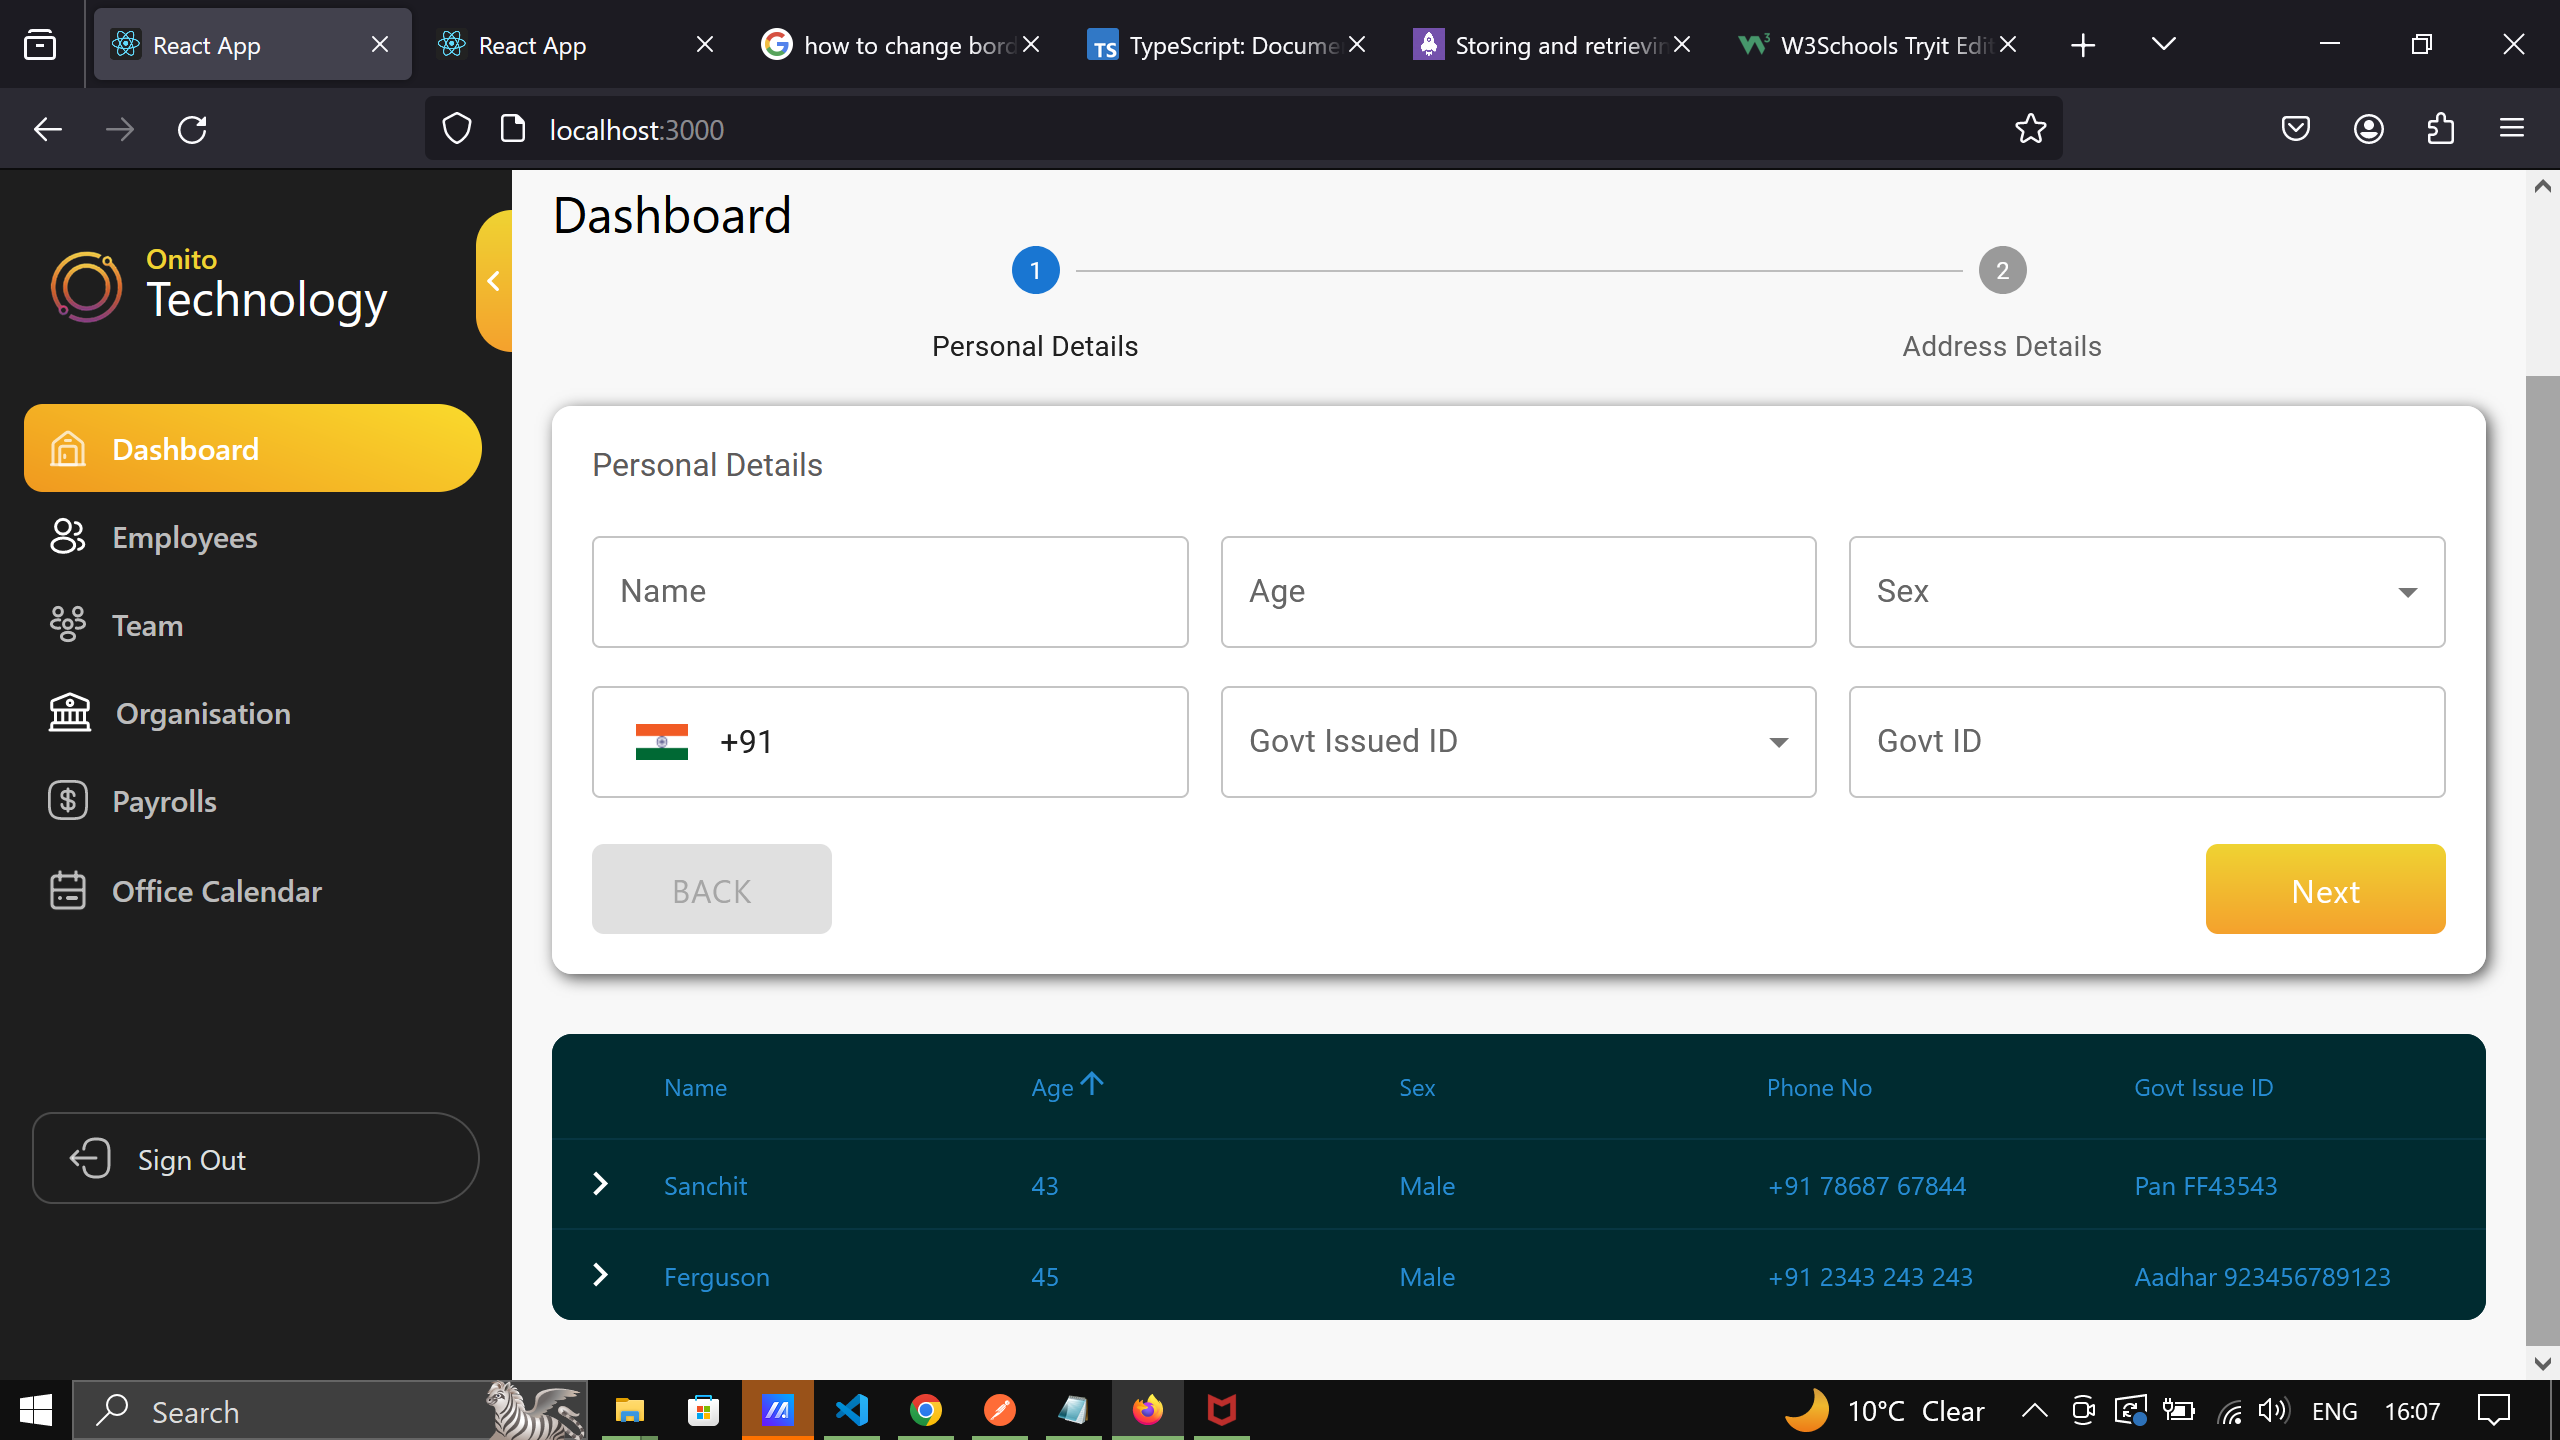 React App
React App
how to change bord
TypeScript: Docume
Storing and retrievin
W3Schools Tryit Edit
localhost:3000
Onito
Technology
Dashboard
Employees
Team
Organisation
Payrolls
Office Calendar
Sign Out
Dashboard
1
2
Personal Details
Address Details
Personal Details
Name
Age
Sex
+91
Govt Issued ID
Govt ID
BACK
Next
Name Age Sex Phone No Govt Issue ID
Sanchit 43 Male +91 78687 67844 Pan FF43543
Ferguson 45 Male +91 2343 243 243 Aadhar 923456789123
Search
10°C Clear
ENG
16:07